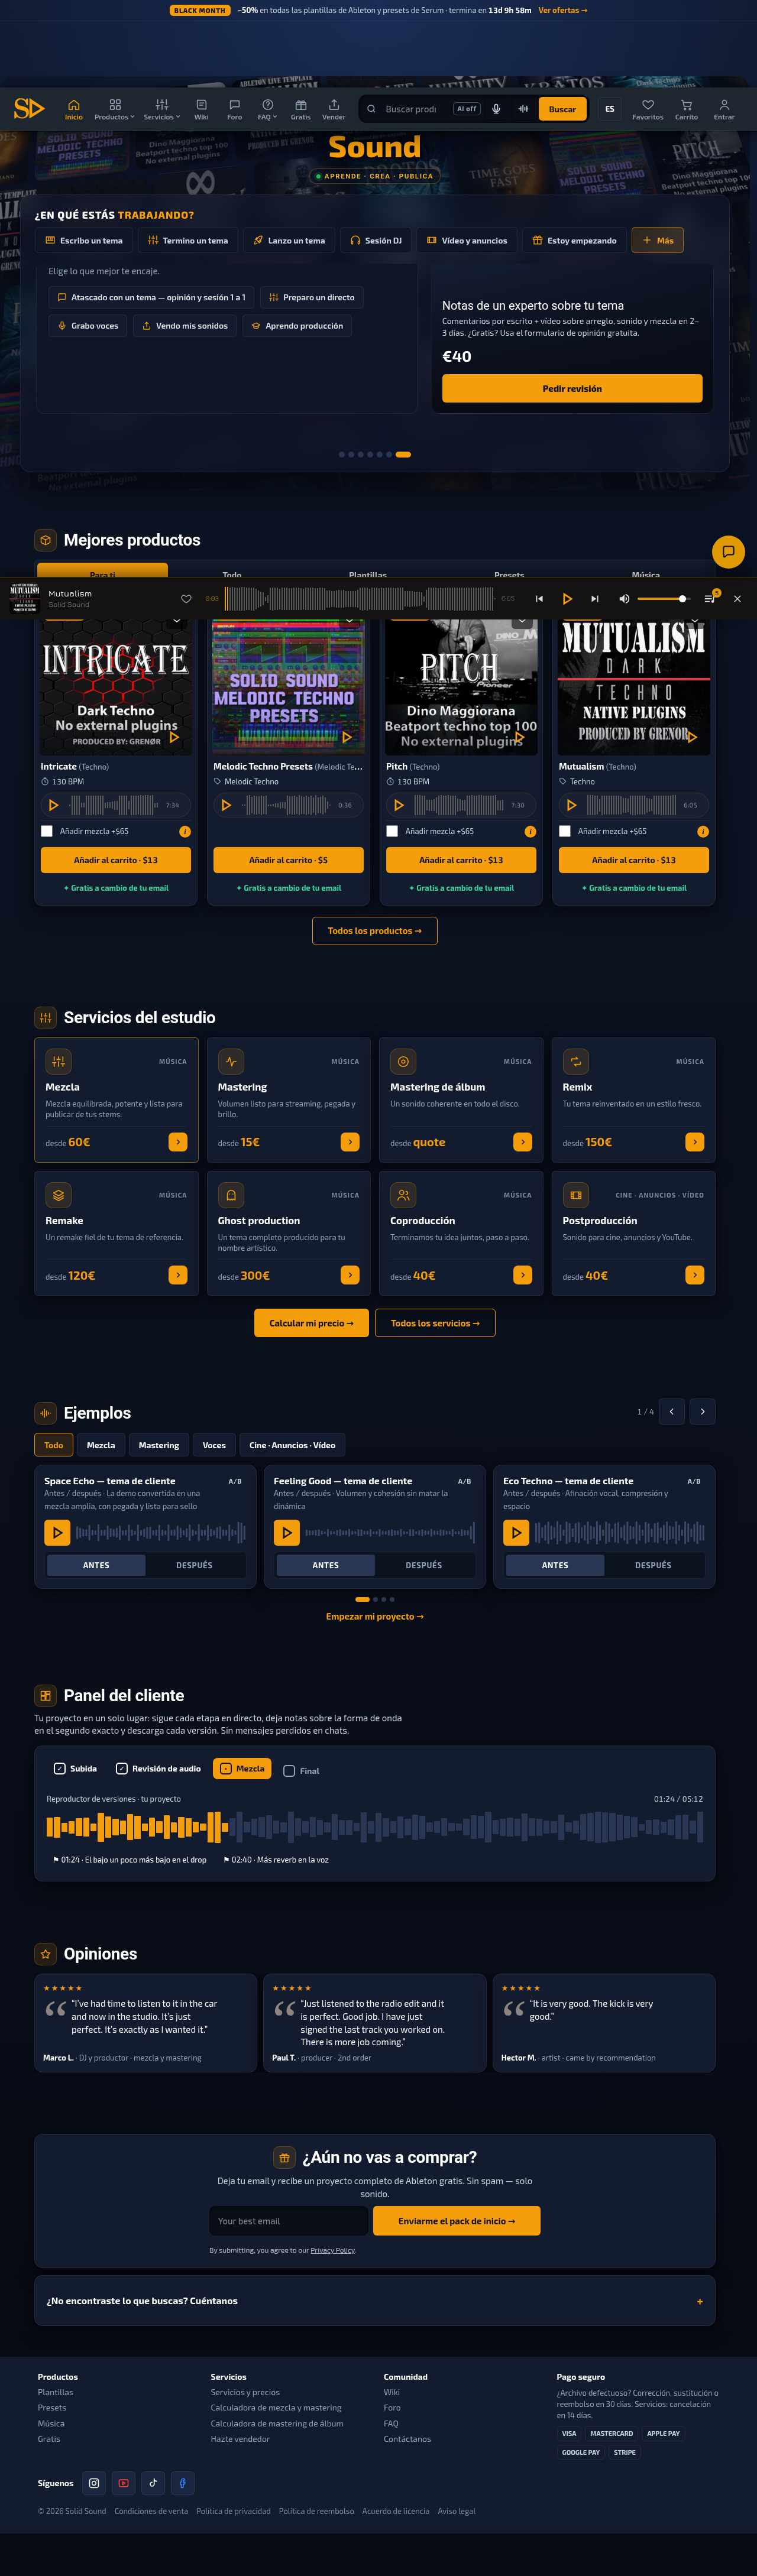 BLACK MONTH −50% en todas las plantillas de Ableton y presets de Serum · termina en 13d 9h 58m Ver ofertas →
Inicio Productos Servicios Wiki Foro FAQ Gratis Vender
AI off Buscar ES Favoritos Carrito Entrar
Sound
APRENDE · CREA · PUBLICA
¿EN QUÉ ESTÁS TRABAJANDO?
Escribo un tema Termino un tema Lanzo un tema Sesión DJ Vídeo y anuncios Estoy empezando Más
Elige lo que mejor te encaje.
Atascado con un tema — opinión y sesión 1 a 1 Preparo un directo
Grabo voces Vendo mis sonidos Aprendo producción
Notas de un experto sobre tu tema
Comentarios por escrito + vídeo sobre arreglo, sonido y mezcla en 2–
3 días. ¿Gratis? Usa el formulario de opinión gratuita.
€40
Pedir revisión
Mejores productos
Para ti Todo Plantillas Presets Música
Mutualism
Solid Sound
0:03 6:05 5
INTRICATE
Dark Techno
No external plugins
PRODUCED BY: GRENØR
SOLID SOUND
MELODIC TECHNO
PRESETS
PITCH
Pioneer
Dino Maggiorana
Beatport techno top 100
No external plugins
MUTUALISM
DARK
TECHNO
NATIVE PLUGINS
PRODUCED BY GRENOR
Intricate (Techno)
130 BPM
7:34
Añadir mezcla +$65
Añadir al carrito · $13
✦ Gratis a cambio de tu email
Melodic Techno Presets (Melodic Te...
Melodic Techno
0:36
Añadir al carrito · $5
✦ Gratis a cambio de tu email
Pitch (Techno)
130 BPM
7:30
Añadir mezcla +$65
Añadir al carrito · $13
✦ Gratis a cambio de tu email
Mutualism (Techno)
Techno
6:05
Añadir mezcla +$65
Añadir al carrito · $13
✦ Gratis a cambio de tu email
Todos los productos →
Servicios del estudio
MÚSICA
Mezcla
Mezcla equilibrada, potente y lista para
publicar de tus stems.
desde 60€
MÚSICA
Mastering
Volumen listo para streaming, pegada y
brillo.
desde 15€
MÚSICA
Mastering de álbum
Un sonido coherente en todo el disco.
desde quote
MÚSICA
Remix
Tu tema reinventado en un estilo fresco.
desde 150€
MÚSICA
Remake
Un remake fiel de tu tema de referencia.
desde 120€
MÚSICA
Ghost production
Un tema completo producido para tu
nombre artístico.
desde 300€
MÚSICA
Coproducción
Terminamos tu idea juntos, paso a paso.
desde 40€
CINE · ANUNCIOS · VÍDEO
Postproducción
Sonido para cine, anuncios y YouTube.
desde 40€
Calcular mi precio → Todos los servicios →
Ejemplos
1 / 4
Todo Mezcla Mastering Voces Cine · Anuncios · Vídeo
Space Echo — tema de cliente A/B
Antes / después · La demo convertida en una
mezcla amplia, con pegada y lista para sello
ANTES DESPUÉS
Feeling Good — tema de cliente A/B
Antes / después · Volumen y cohesión sin matar la
dinámica
ANTES DESPUÉS
Eco Techno — tema de cliente A/B
Antes / después · Afinación vocal, compresión y
espacio
ANTES DESPUÉS
Empezar mi proyecto →
Panel del cliente
Tu proyecto en un solo lugar: sigue cada etapa en directo, deja notas sobre la forma de onda
en el segundo exacto y descarga cada versión. Sin mensajes perdidos en chats.
Subida Revisión de audio Mezcla Final
Reproductor de versiones · tu proyecto 01:24 / 05:12
01:24 · El bajo un poco más bajo en el drop 02:40 · Más reverb en la voz
Opiniones
★★★★★
“I’ve had time to listen to it in the car
and now in the studio. It’s just
perfect. It’s exactly as I wanted it.”
Marco L. · DJ y productor · mezcla y mastering
★★★★★
“Just listened to the radio edit and it
is perfect. Good job. I have just
signed the last track you worked on.
There is more job coming.”
Paul T. · producer · 2nd order
★★★★★
“It is very good. The kick is very
good.”
Hector M. · artist · came by recommendation
¿Aún no vas a comprar?
Deja tu email y recibe un proyecto completo de Ableton gratis. Sin spam — solo
sonido.
Your best email Enviarme el pack de inicio →
By submitting, you agree to our Privacy Policy.
¿No encontraste lo que buscas? Cuéntanos +
Productos
Plantillas
Presets
Música
Gratis
Servicios
Servicios y precios
Calculadora de mezcla y mastering
Calculadora de mastering de álbum
Hazte vendedor
Comunidad
Wiki
Foro
FAQ
Contáctanos
Pago seguro
¿Archivo defectuoso? Corrección, sustitución o
reembolso en 30 días. Servicios: cancelación
en 14 días.
VISA MASTERCARD APPLE PAY
GOOGLE PAY STRIPE
Síguenos
© 2026 Solid Sound Condiciones de venta Política de privacidad Política de reembolso Acuerdo de licencia Aviso legal